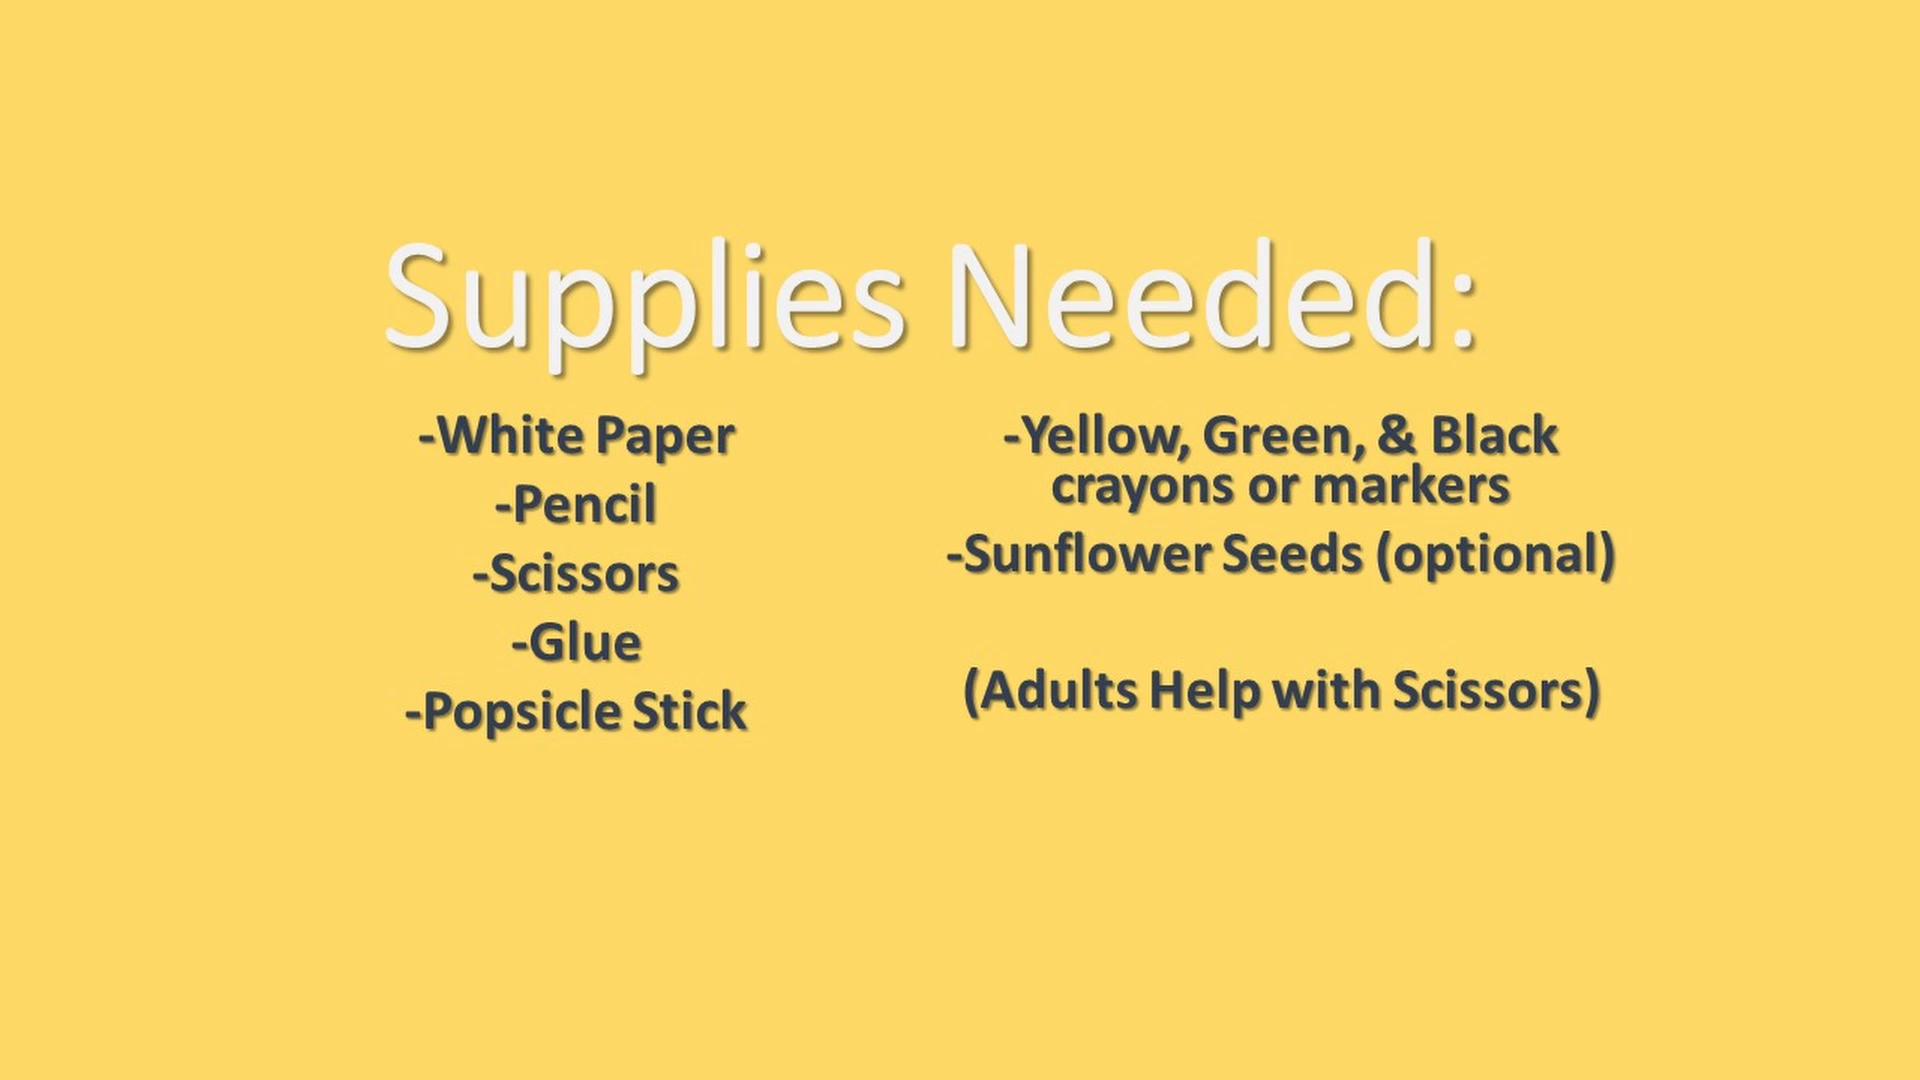 Supplies Needed:
-White Paper
-Pencil
-Scissors
-Glue
-Popsicle Stick
-Yellow, Green, & Black
crayons or markers
-Sunflower Seeds (optional)
(Adults Help with Scissors)